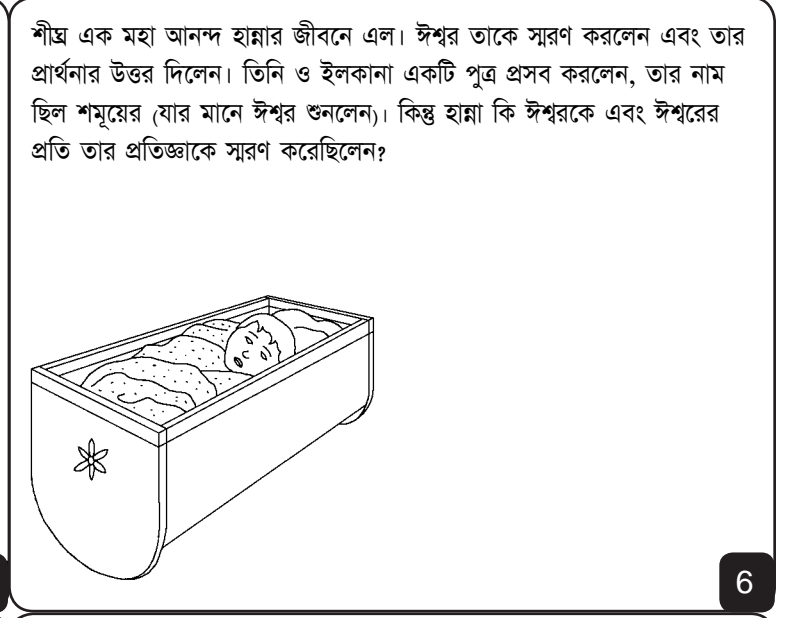 শীঘ্র এক মহা আনন্দ হান্নার জীবনে এল। ঈশ্বর তাকে স্মরণ করলেন এবং তার
প্রার্থনার উত্তর দিলেন। তিনি ও ইলকানা একটি পুত্র প্রসব করলেন, তার নাম
ছিল শমূয়ের (যার মানে ঈশ্বর শুনলেন)। কিন্তু হান্না কি ঈশ্বরকে এবং ঈশ্বরের
প্রতি তার প্রতিজ্ঞাকে স্মরণ করেছিলেন?
6